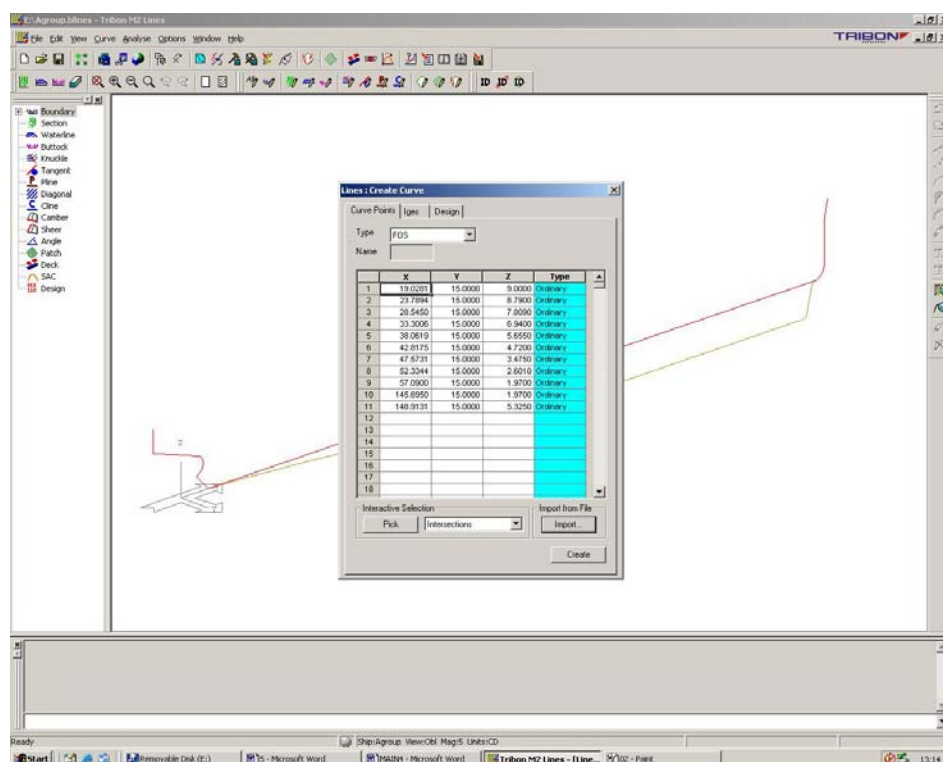 E:\Agroup.blines - Tribon M2 Lines
File Edit View Curve Analyse Options Window Help
TRIBON
ID ID ID
Boundary
Section
Waterline
Buttock
Knuckle
Tangent
Pline
Diagonal
Cline
Camber
Sheer
Angle
Patch
Deck
SAC
Design
Z
Lines : Create Curve
Curve Points Iges Design
Type FOS
Name
X Y Z Type
1 19.0281 15.0000 9.0000 Ordinary
2 23.7894 15.0000 8.7900 Ordinary
3 28.5450 15.0000 7.8090 Ordinary
4 33.3006 15.0000 6.9400 Ordinary
5 38.0619 15.0000 5.6550 Ordinary
6 42.8175 15.0000 4.7200 Ordinary
7 47.5731 15.0000 3.4750 Ordinary
8 52.3344 15.0000 2.6010 Ordinary
9 57.0900 15.0000 1.9700 Ordinary
10 145.6950 15.0000 1.9700 Ordinary
11 148.9131 15.0000 5.3250 Ordinary
12
13
14
15
16
17
18
Interactive Selection
Pick Intersections
Import from File
Import...
Create
Ready
Ship:Agroup View:Obl Mag:5 Units:CD
Start
Removable Disk (E:)
- Microsoft Word
MAIN4 - Microsoft Word
Tribon M2 Lines - [Line...
02 - Paint
13:14